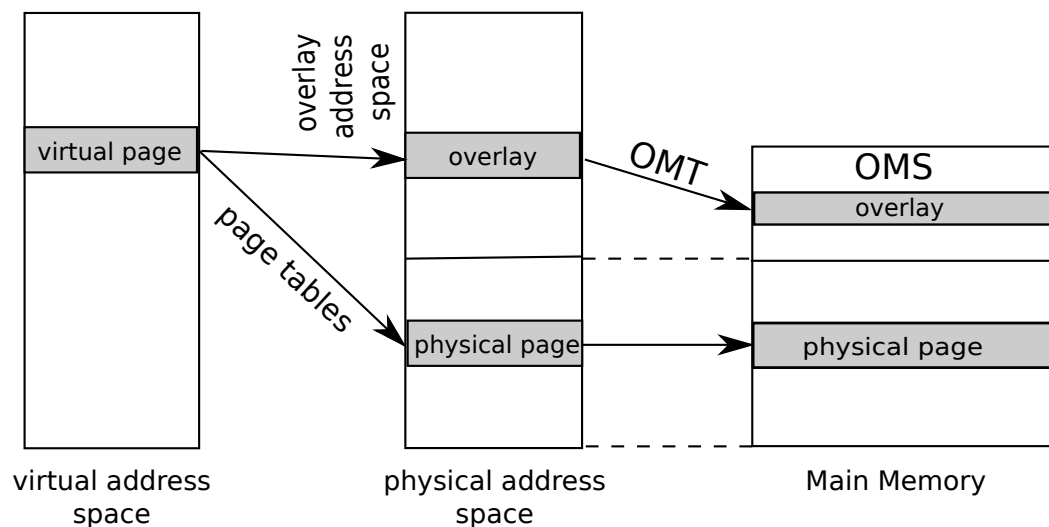 overlay
address
space
virtual page
overlay
OMT
OMS
overlay
page tables
physical page
physical page
virtual address
space
physical address
space
Main Memory